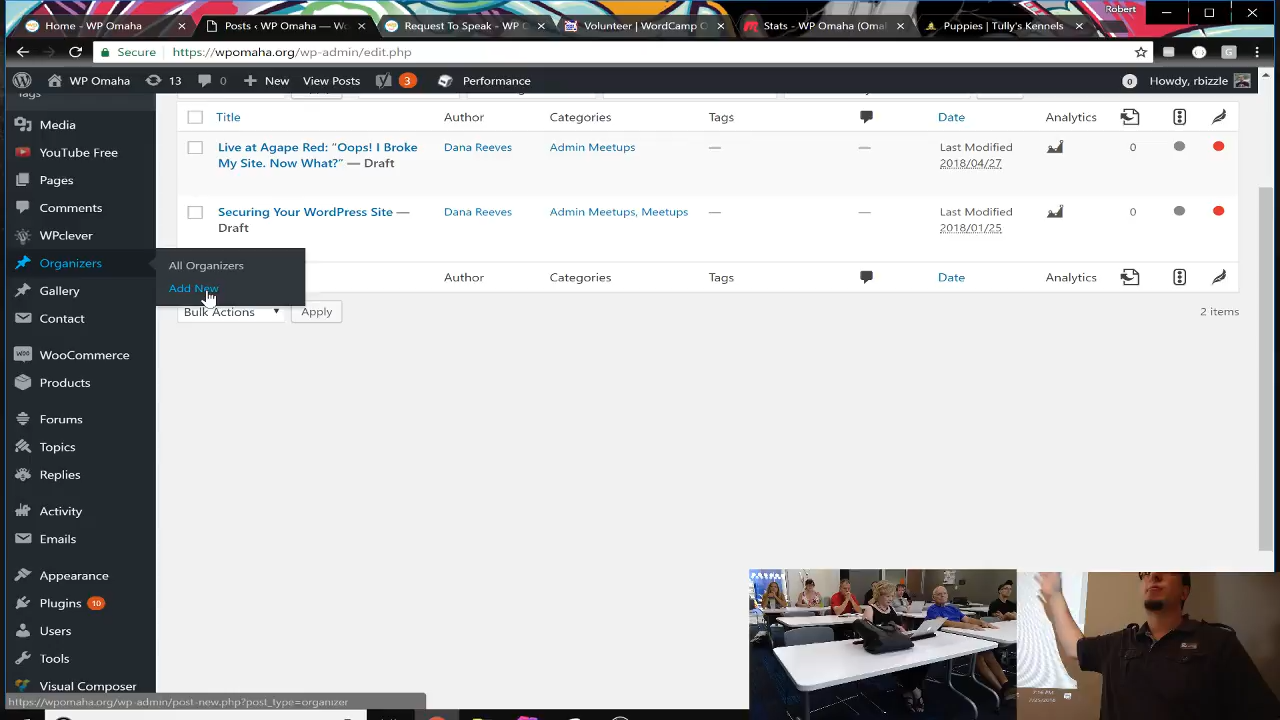 Robert
Home - WP Omaha
Posts ‹ WP Omaha — Wo
Request To Speak - WP C
Volunteer | WordCamp O
Stats - WP Omaha (Omal
Puppies | Tully's Kennels
Secure
https://wpomaha.org/wp-admin/edit.php
WP Omaha
13
0
New
View Posts
3
Performance
0
Howdy, rbizzle
Tags
Media
YouTube Free
Pages
Comments
WPclever
Organizers
Gallery
Contact
WooCommerce
Products
Forums
Topics
Replies
Activity
Emails
Appearance
Plugins 10
Users
Tools
Visual Composer
All Organizers
Add New
Title Author Categories Tags Date Analytics
Live at Agape Red: “Oops! I Broke
My Site. Now What?” — Draft
Dana Reeves
Admin Meetups
—
—
Last Modified
2018/04/27
0
Securing Your WordPress Site —
Draft
Dana Reeves
Admin Meetups, Meetups
—
—
Last Modified
2018/01/25
0
Author Categories Tags Date Analytics
Bulk Actions
Apply
2 items
https://wpomaha.org/wp-admin/post-new.php?post_type=organizer